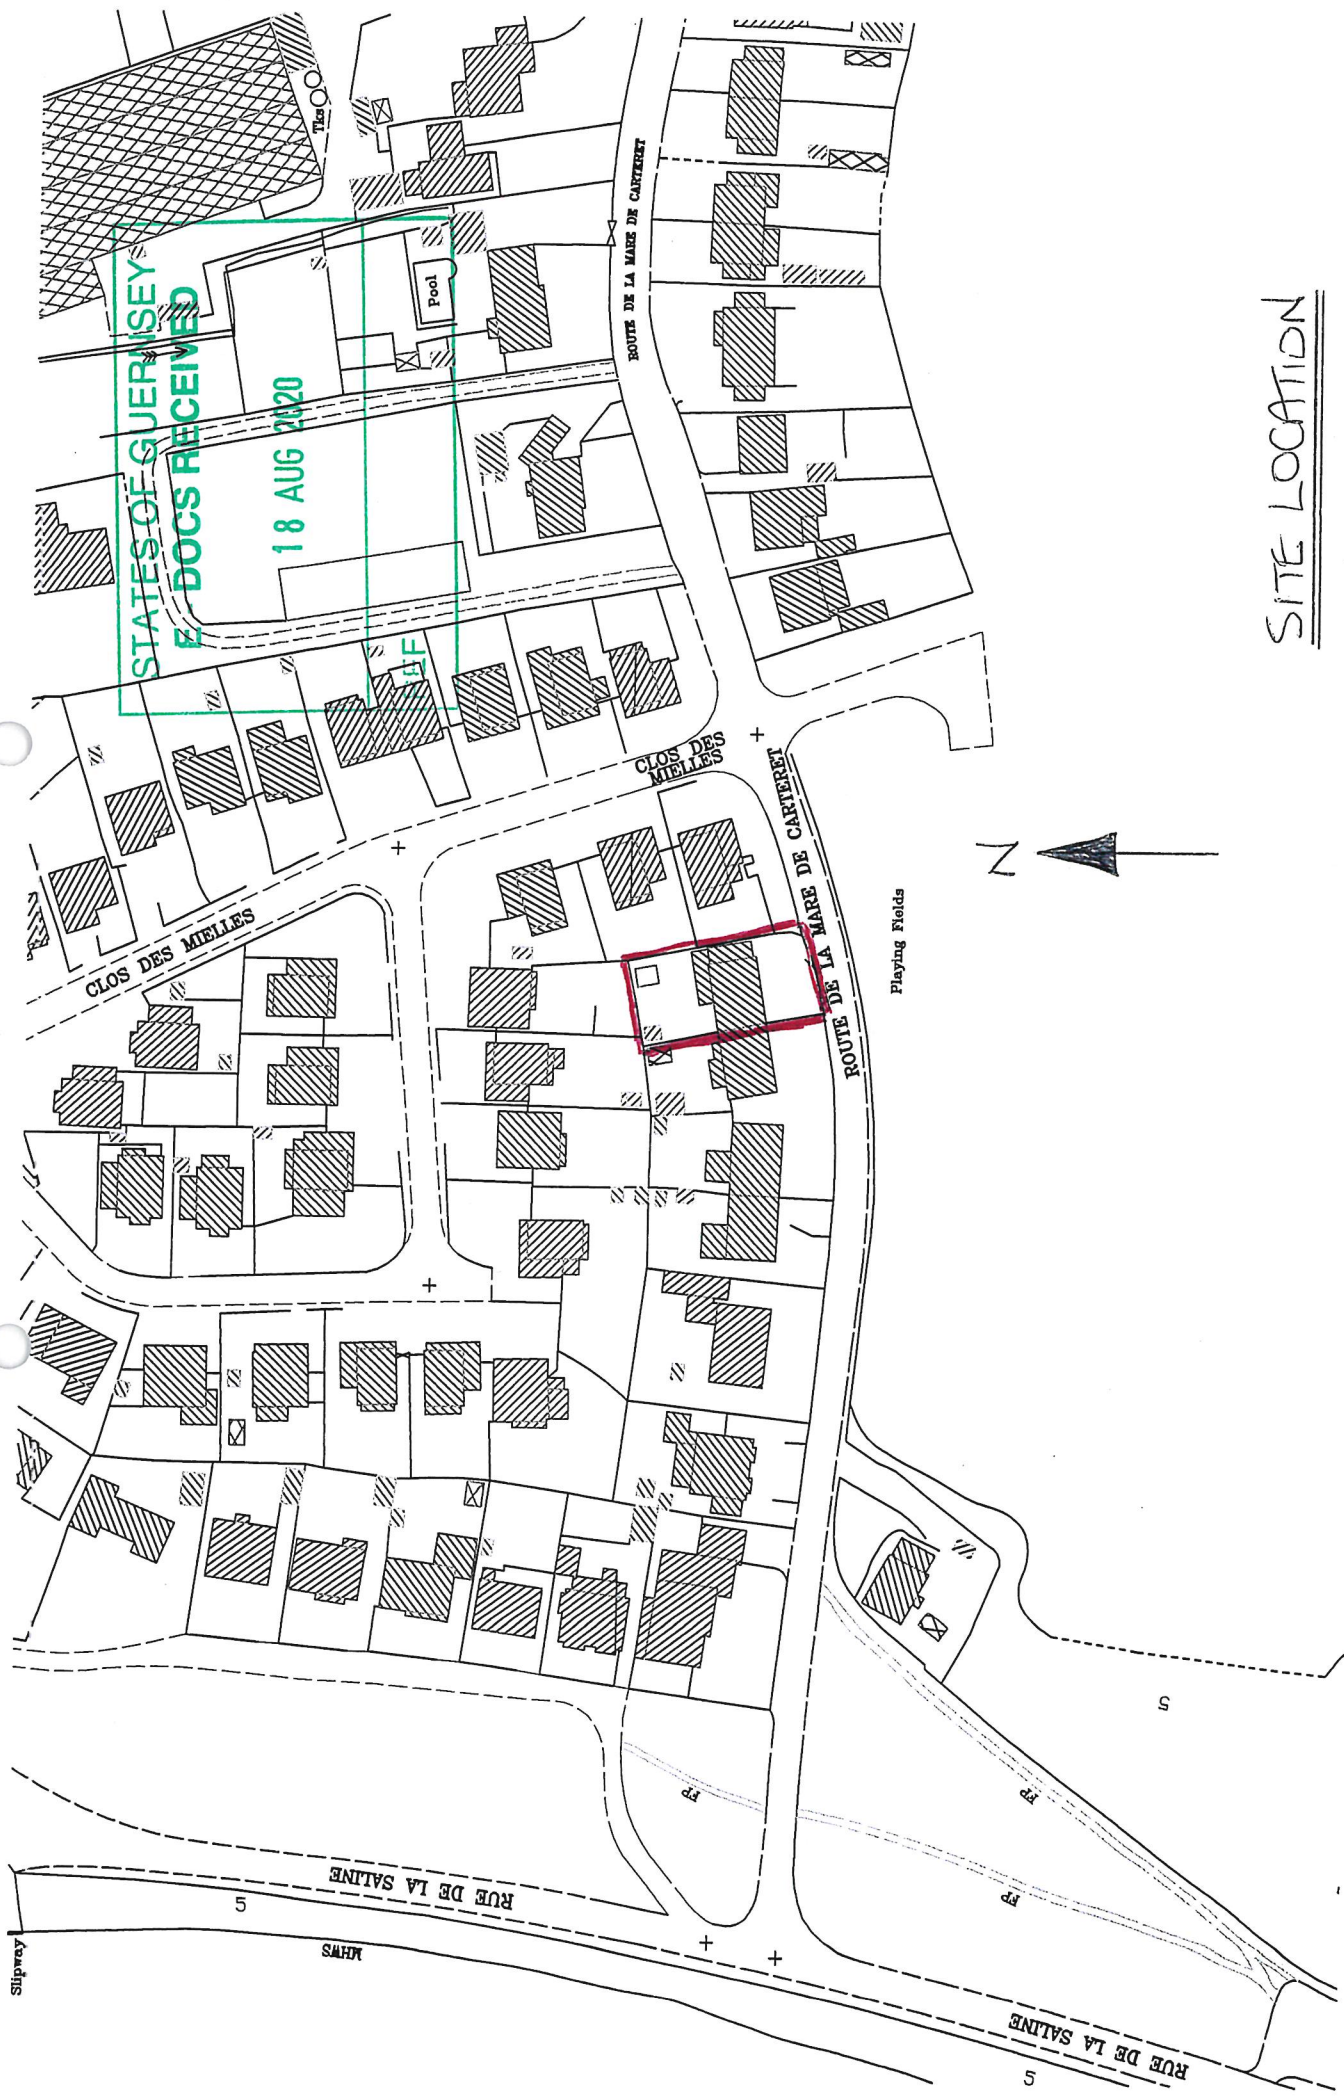 STATES OF GUERNSEY
DOCS RECEIVED
18 AUG 2020
Tks
Pool
ROUTE DE LA MARE DE CARTERET
CLOS DES
MIELLES
CLOS DES MIELLES
ROUTE DE LA MARE DE CARTERET
Playing Fields
N
SITE LOCATION
RUE DE LA SALINE
5
MHWS
Slipway
FP
FP
FP
5
RUE DE LA SALINE
5